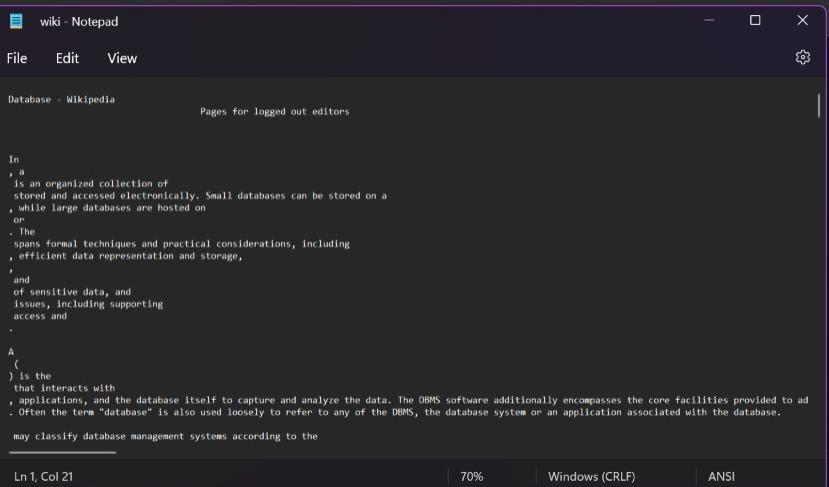 wiki - Notepad
File Edit View
Database - Wikipedia
Pages for logged out editors
In
, a
is an organized collection of
stored and accessed electronically. Small databases can be stored on a
, while large databases are hosted on
or
. The
spans formal techniques and practical considerations, including
, efficient data representation and storage,
,
and
of sensitive data, and
issues, including supporting
access and
.
A
(
) is the
that interacts with
, applications, and the database itself to capture and analyze the data. The DBMS software additionally encompasses the core facilities provided to ad
. Often the term "database" is also used loosely to refer to any of the DBMS, the database system or an application associated with the database.
may classify database management systems according to the
Ln 1, Col 21 70% Windows (CRLF) ANSI